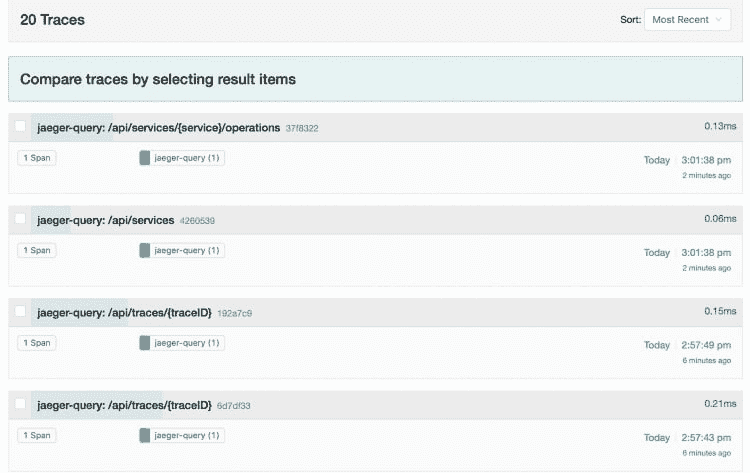 20 Traces
Sort: Most Recent
Compare traces by selecting result items
jaeger-query: /api/services/{service}/operations 37f8322 0.13ms
1 Span jaeger-query (1) Today 3:01:38 pm
2 minutes ago
jaeger-query: /api/services 4260539 0.06ms
1 Span jaeger-query (1) Today 3:01:38 pm
2 minutes ago
jaeger-query: /api/traces/{traceID} 192a7c9 0.15ms
1 Span jaeger-query (1) Today 2:57:49 pm
6 minutes ago
jaeger-query: /api/traces/{traceID} 6d7df33 0.21ms
1 Span jaeger-query (1) Today 2:57:43 pm
6 minutes ago